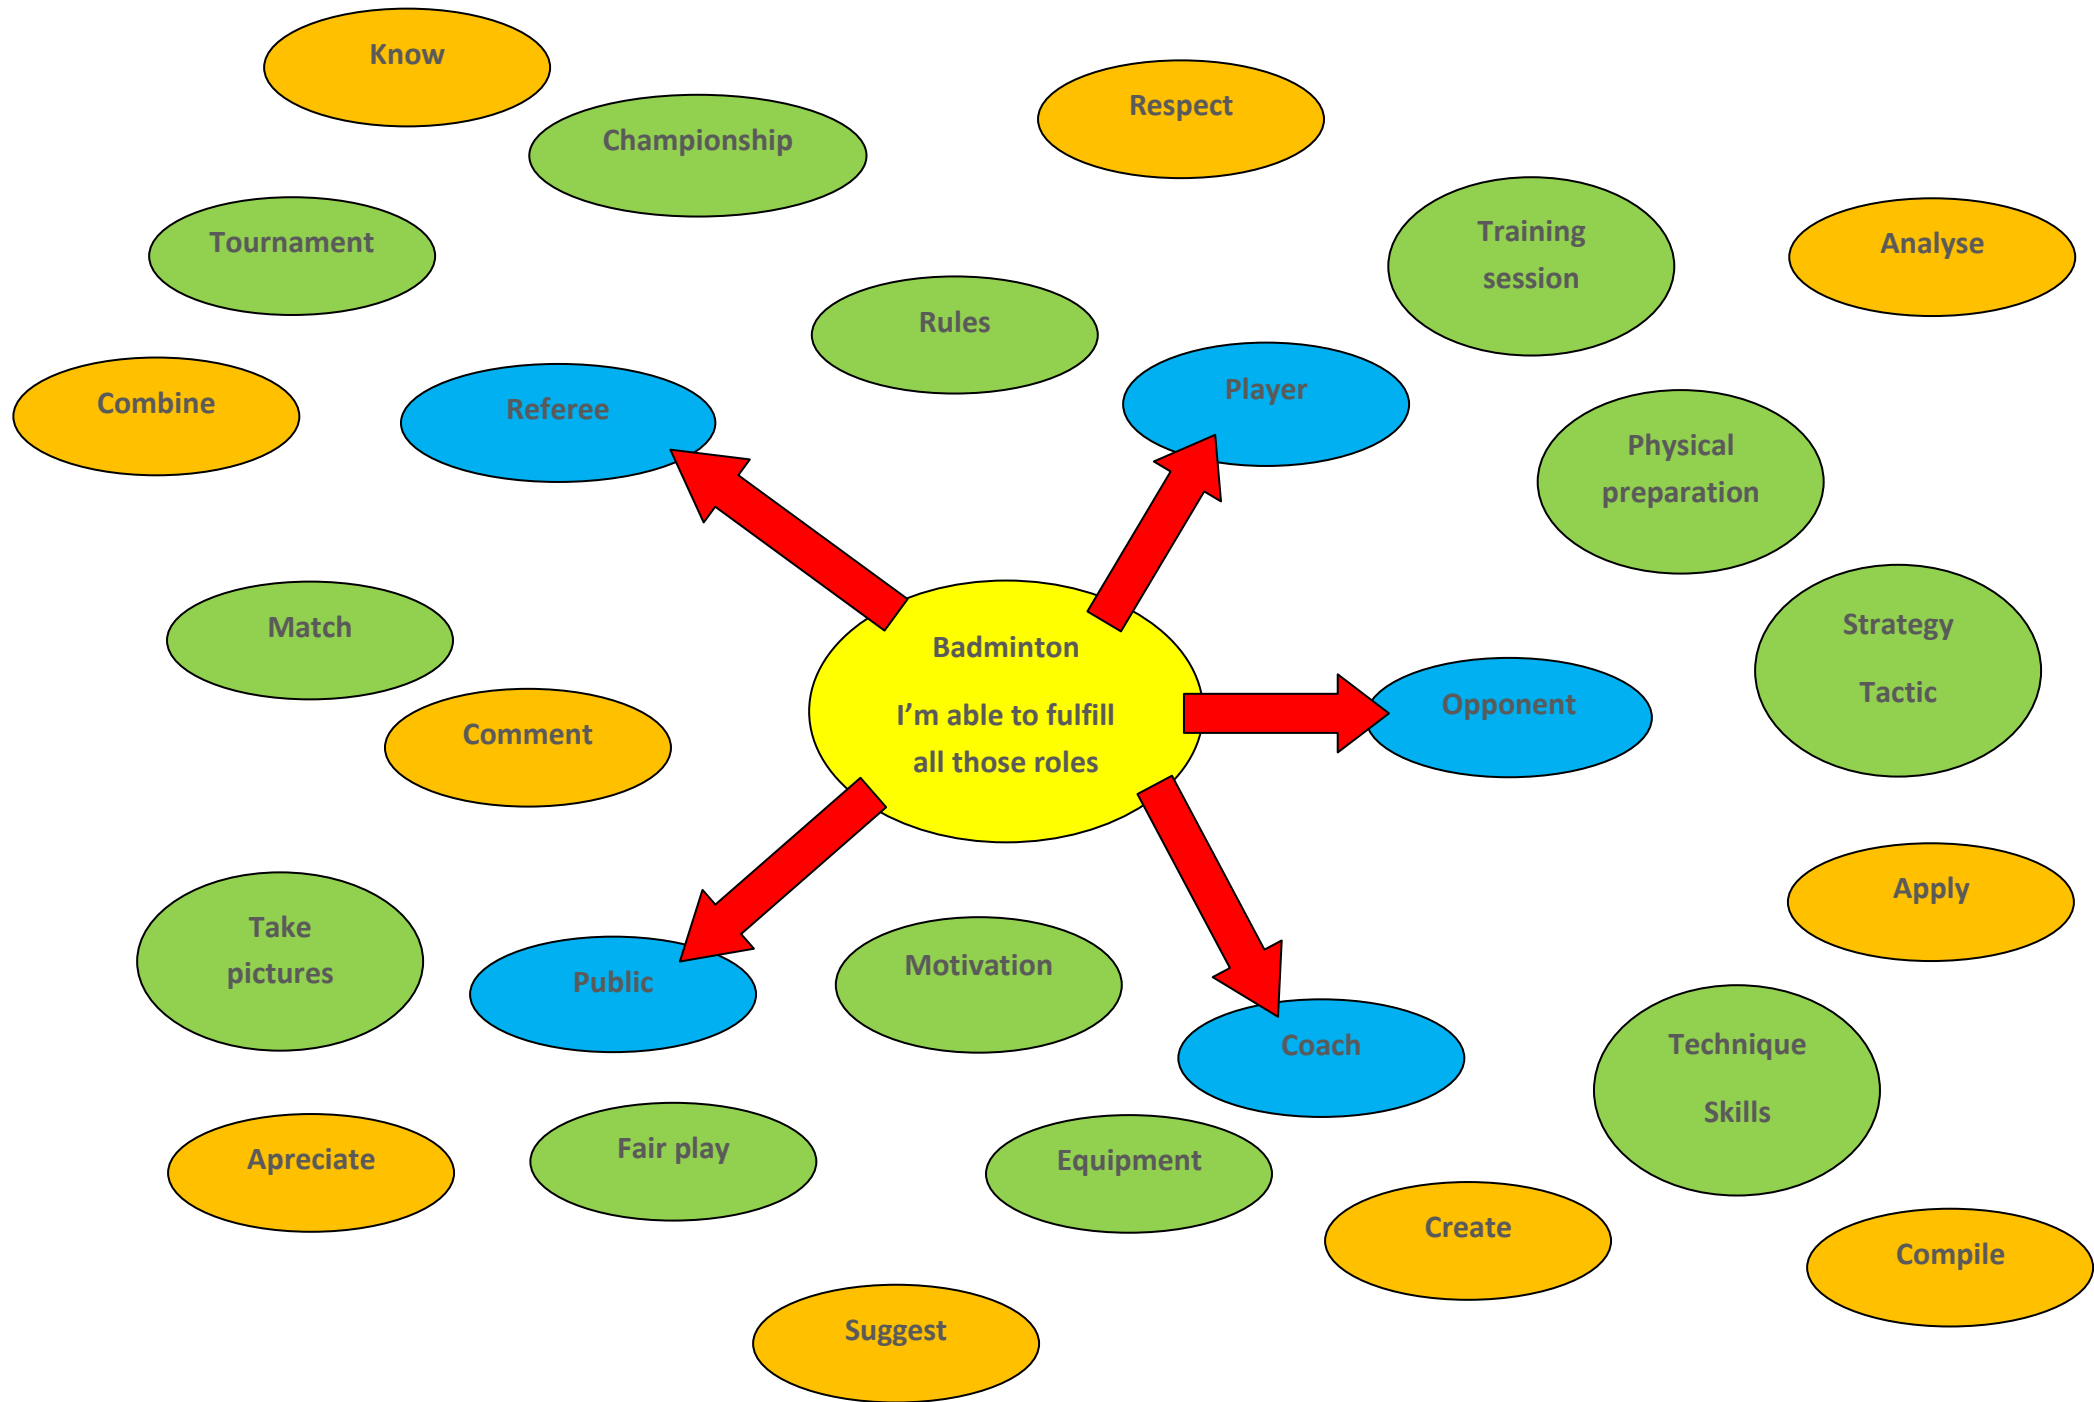 Know
Respect
Championship
Training
session
Analyse
Tournament
Rules
Player
Combine
Referee
Physical
preparation
Match
Badminton
I’m able to fulfill
all those roles
Strategy
Tactic
Opponent
Comment
Apply
Take
pictures
Public
Motivation
Coach
Technique
Skills
Apreciate
Fair play
Equipment
Create
Compile
Suggest